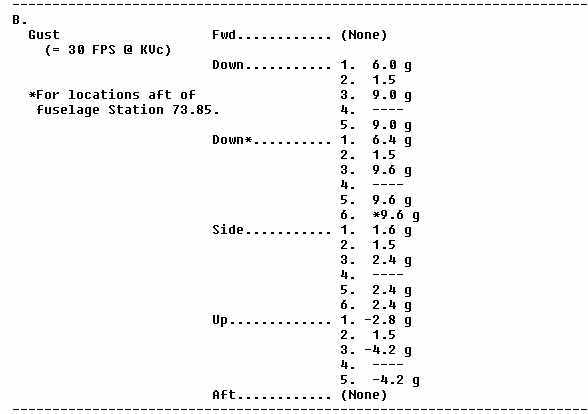 B.
Gust Fwd............ (None)
(= 30 FPS @ KVc)
Down........... 1. 6.0 g
2. 1.5
*For locations aft of 3. 9.0 g
fuselage Station 73.85. 4. ----
5. 9.0 g
Down*.......... 1. 6.4 g
2. 1.5
3. 9.6 g
4. ----
5. 9.6 g
6. *9.6 g
Side........... 1. 1.6 g
2. 1.5
3. 2.4 g
4. ----
5. 2.4 g
6. 2.4 g
Up............. 1. -2.8 g
2. 1.5
3. -4.2 g
4. ----
5. -4.2 g
Aft............ (None)